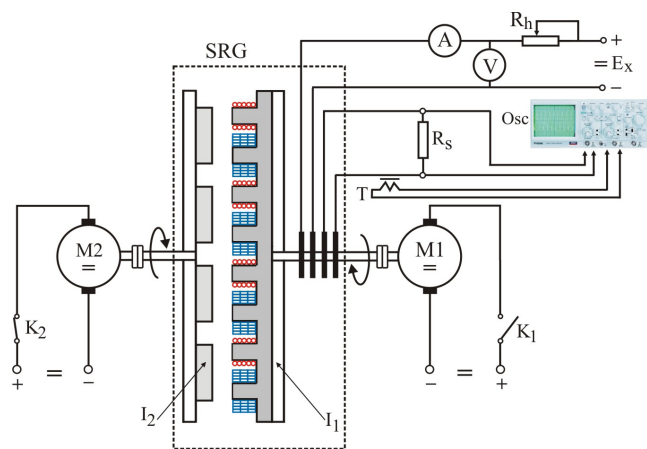 SRG
A
R_h
+
V
= E_x
−
Osc
R_s
T
M2
=
M1
=
K_2
K_1
+ = −
− = +
I_2
I_1